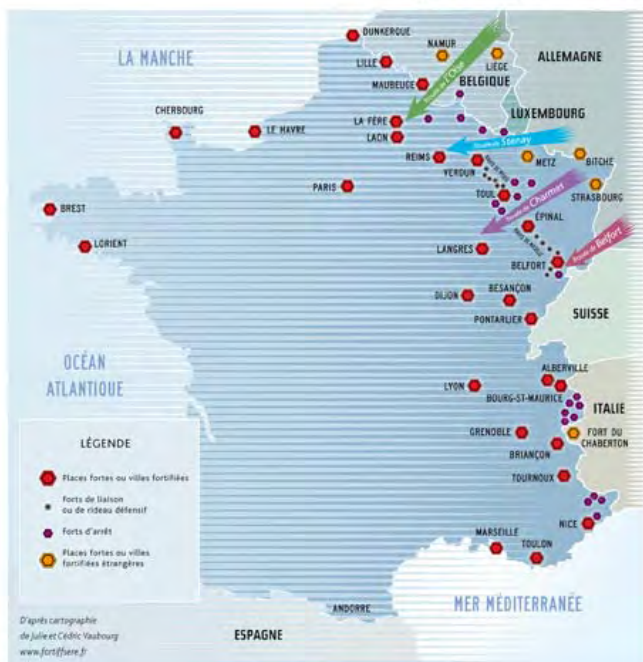 DUNKERQUE
LA MANCHE
NAMUR
LIÈGE
ALLEMAGNE
LILLE
BELGIQUE
MAUBEUGE
Trouée de l'Oise
LUXEMBOURG
CHERBOURG
LA FÈRE
LE HAVRE
LAON
Trouée de Stenay
REIMS
VERDUN
METZ
BITCHE
PARIS
TOUL
STRASBOURG
Trouée de Charmes
BREST
ÉPINAL
LORIENT
LANGRES
Trouée de Belfort
BELFORT
BESANÇON
DIJON
PONTARLIER
SUISSE
OCÉAN
ATLANTIQUE
ALBERVILLE
LYON
BOURG-ST-MAURICE
ITALIE
GRENOBLE
FORT DU
CHABERTON
BRIANÇON
LÉGENDE
Places fortes ou villes fortifiées
Forts de liaison
ou de rideau défensif
Forts d'arrêt
Places fortes ou villes
fortifiées étrangères
TOURNOUX
NICE
MARSEILLE
TOULON
MER MÉDITERRANÉE
ANDORRE
ESPAGNE
D'après cartographie
de Julie et Cédric Vaubourg
www.fortiffsere.fr